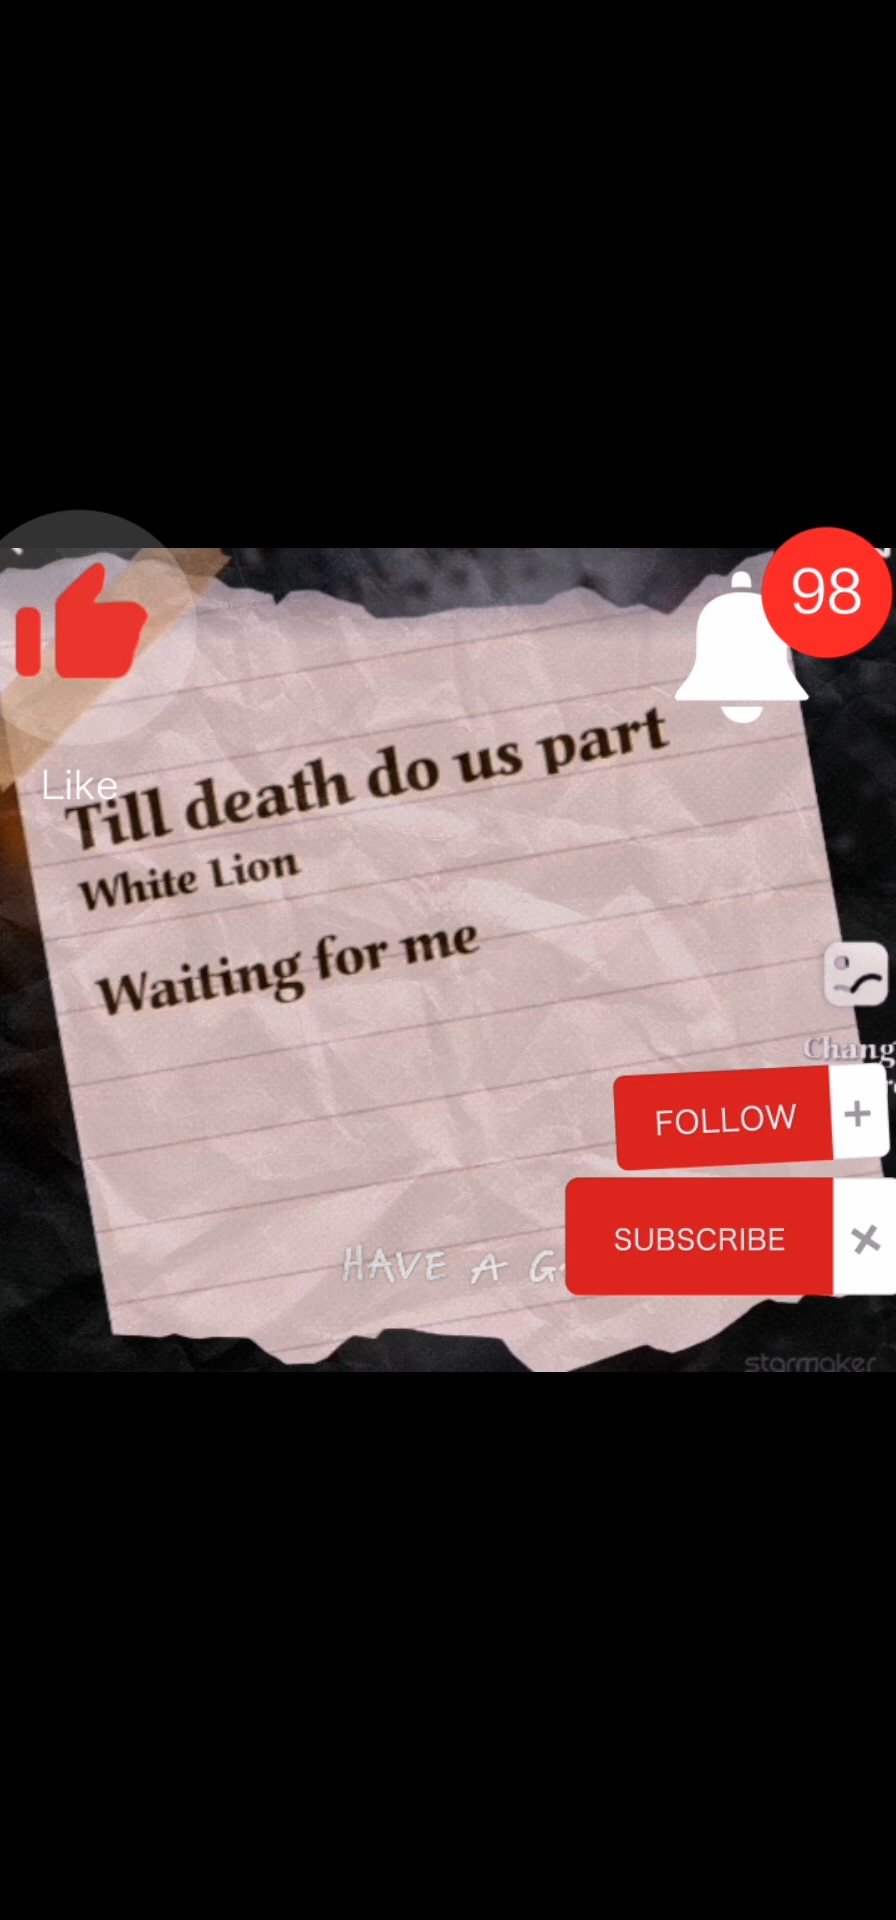 98
Like
Till death do us part
White Lion
Waiting for me
FOLLOW +
SUBSCRIBE
HAVE A
starmaker